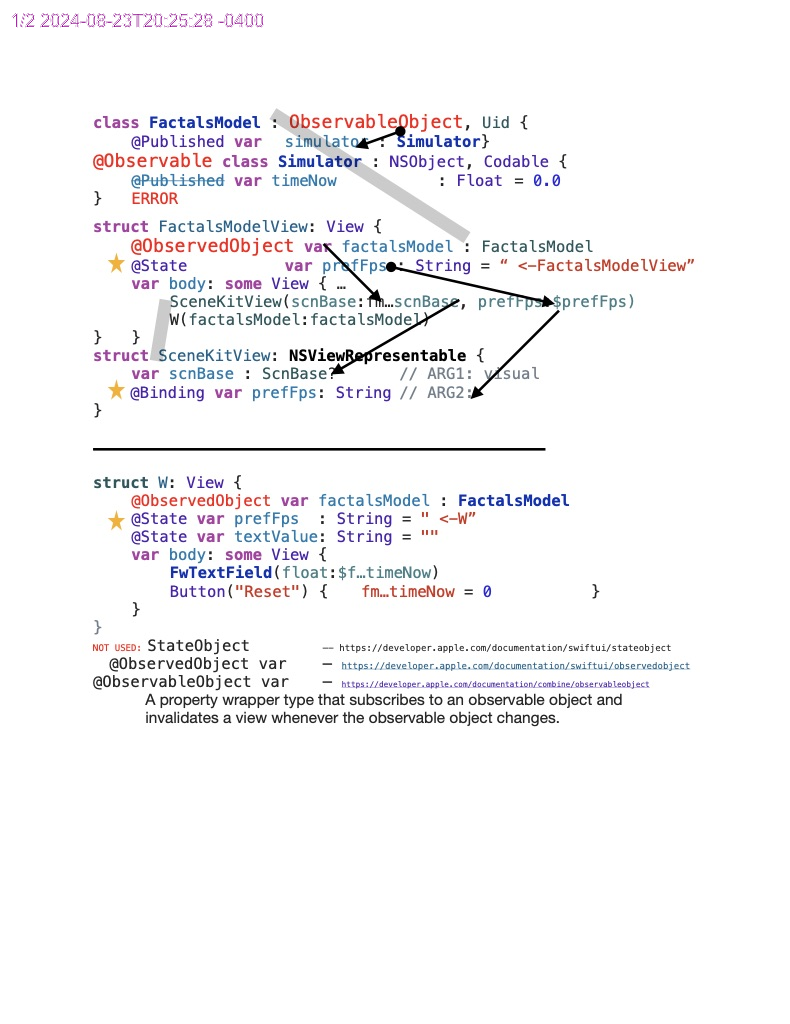 1/2 2024-08-23T20:25:28 -0400
class FactalsModel : ObservableObject, Uid {
@Published var simulator : Simulator}
@Observable class Simulator : NSObject, Codable {
@Published var timeNow : Float = 0.0
} ERROR
struct FactalsModelView: View {
@ObservedObject var factalsModel : FactalsModel
@State var prefFps : String = “ <-FactalsModelView”
var body: some View { …
SceneKitView(scnBase:fm…scnBase, prefFps:$prefFps)
W(factalsModel:factalsModel)
} }
struct SceneKitView: NSViewRepresentable {
var scnBase : ScnBase? // ARG1: visual
@Binding var prefFps: String // ARG2:
}
struct W: View {
@ObservedObject var factalsModel : FactalsModel
@State var prefFps : String = " <-W”
@State var textValue: String = ""
var body: some View {
FwTextField(float:$f…timeNow)
Button("Reset") { fm…timeNow = 0 }
}
}
NOT USED: StateObject –– https://developer.apple.com/documentation/swiftui/stateobject
@ObservedObject var – https://developer.apple.com/documentation/swiftui/observedobject
@ObservableObject var – https://developer.apple.com/documentation/combine/observableobject
A property wrapper type that subscribes to an observable object and
invalidates a view whenever the observable object changes.